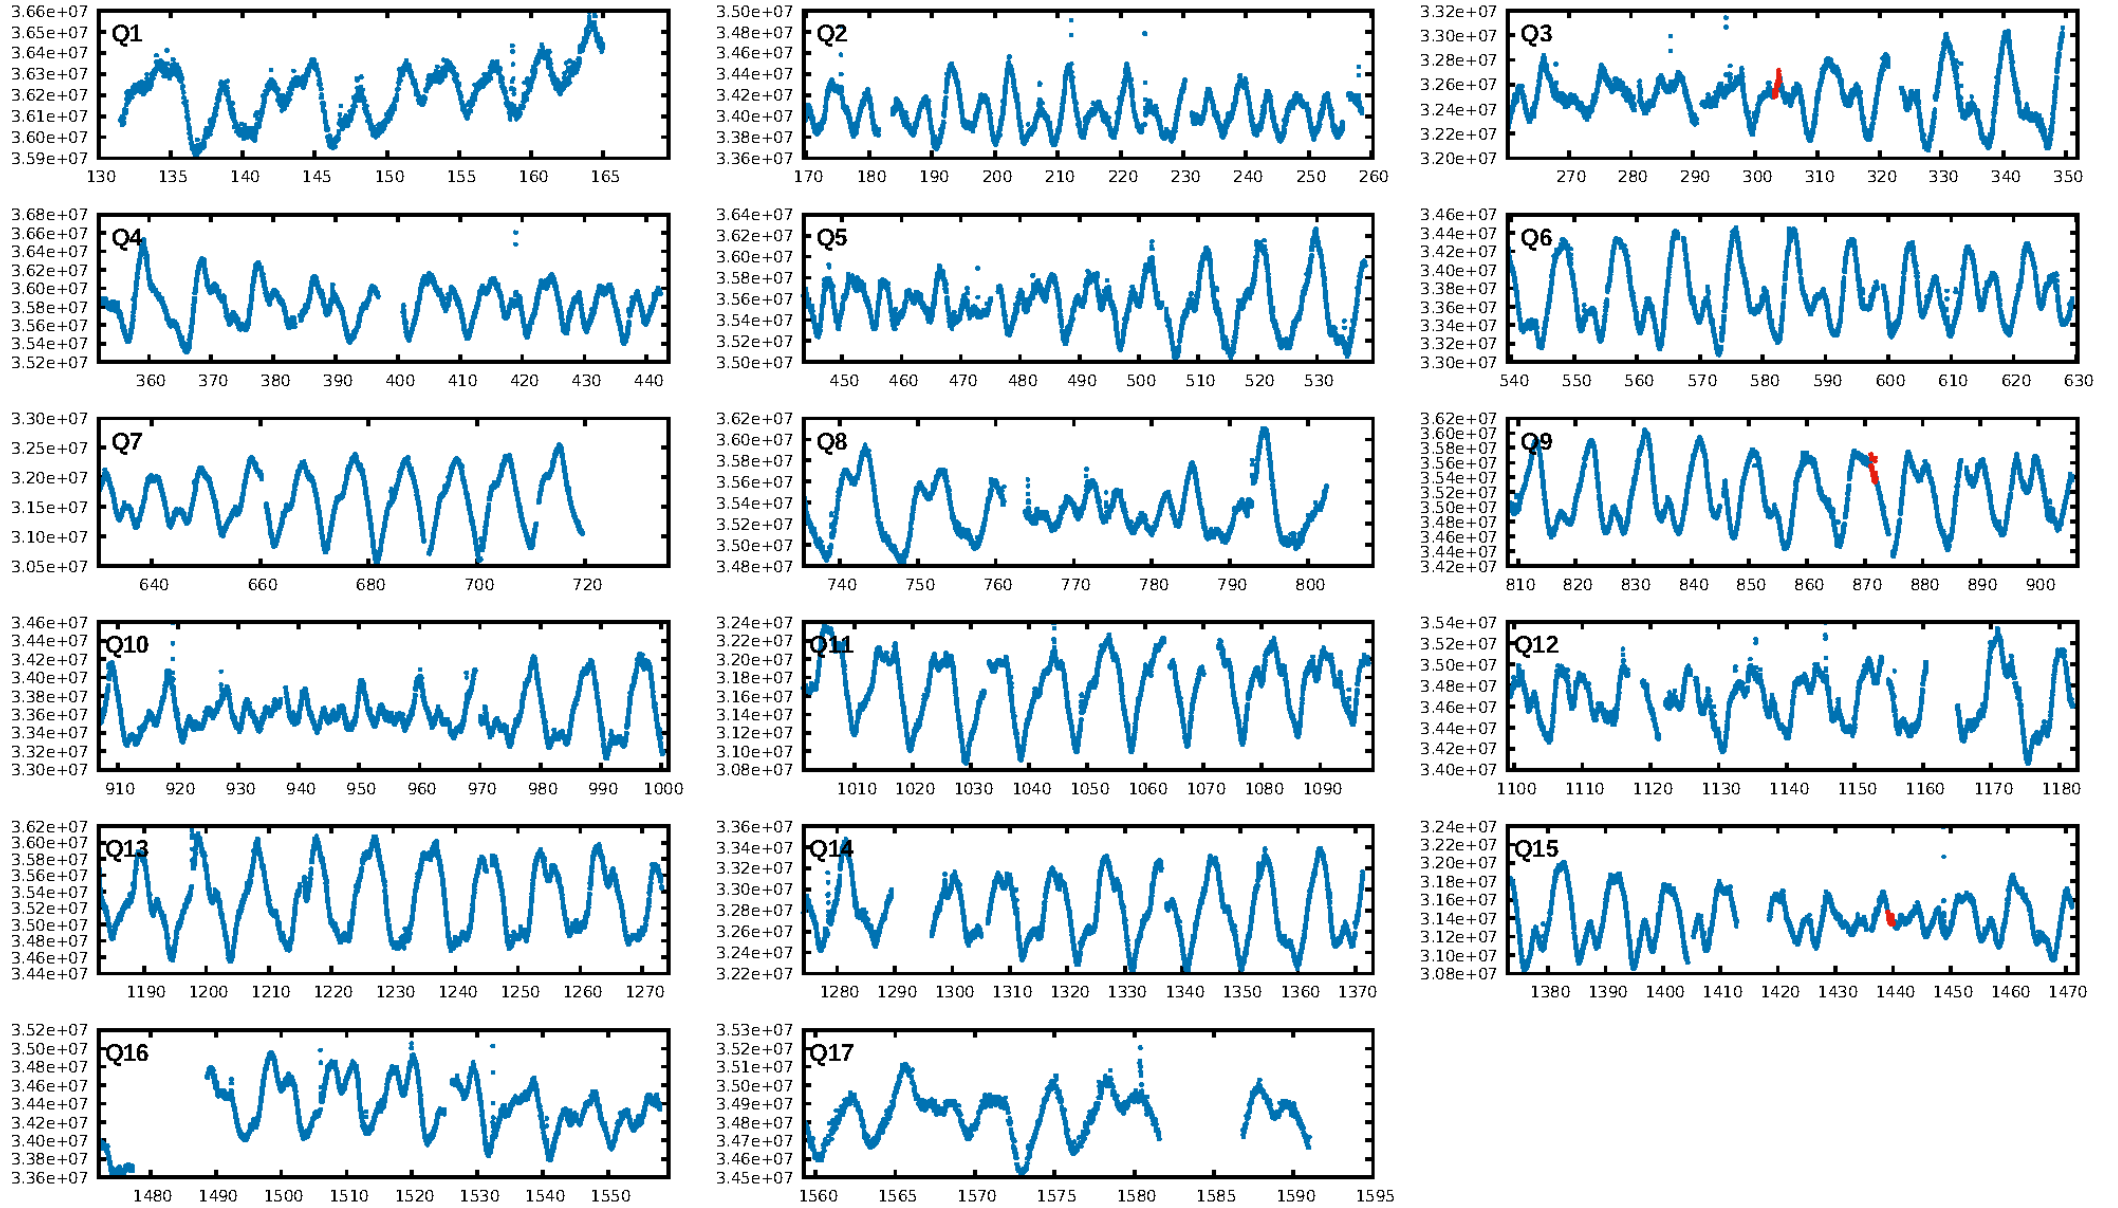 Q1
3.66e+07
3.65e+07
3.64e+07
3.63e+07
3.62e+07
3.61e+07
3.60e+07
3.59e+07
130 135 140 145 150 155 160 165
Q2
3.50e+07
3.48e+07
3.46e+07
3.44e+07
3.42e+07
3.40e+07
3.38e+07
3.36e+07
170 180 190 200 210 220 230 240 250 260
Q3
3.32e+07
3.30e+07
3.28e+07
3.26e+07
3.24e+07
3.22e+07
3.20e+07
270 280 290 300 310 320 330 340 350
Q4
3.68e+07
3.66e+07
3.64e+07
3.62e+07
3.60e+07
3.58e+07
3.56e+07
3.54e+07
3.52e+07
360 370 380 390 400 410 420 430 440
Q5
3.64e+07
3.62e+07
3.60e+07
3.58e+07
3.56e+07
3.54e+07
3.52e+07
3.50e+07
450 460 470 480 490 500 510 520 530
Q6
3.46e+07
3.44e+07
3.42e+07
3.40e+07
3.38e+07
3.36e+07
3.34e+07
3.32e+07
3.30e+07
540 550 560 570 580 590 600 610 620 630
Q7
3.30e+07
3.25e+07
3.20e+07
3.15e+07
3.10e+07
3.05e+07
640 660 680 700 720
Q8
3.62e+07
3.60e+07
3.58e+07
3.56e+07
3.54e+07
3.52e+07
3.50e+07
3.48e+07
740 750 760 770 780 790 800
Q9
3.62e+07
3.60e+07
3.58e+07
3.56e+07
3.54e+07
3.52e+07
3.50e+07
3.48e+07
3.46e+07
3.44e+07
3.42e+07
810 820 830 840 850 860 870 880 890 900
Q10
3.46e+07
3.44e+07
3.42e+07
3.40e+07
3.38e+07
3.36e+07
3.34e+07
3.32e+07
3.30e+07
910 920 930 940 950 960 970 980 990 1000
Q11
3.24e+07
3.22e+07
3.20e+07
3.18e+07
3.16e+07
3.14e+07
3.12e+07
3.10e+07
3.08e+07
1010 1020 1030 1040 1050 1060 1070 1080 1090
Q12
3.54e+07
3.52e+07
3.50e+07
3.48e+07
3.46e+07
3.44e+07
3.42e+07
3.40e+07
1100 1110 1120 1130 1140 1150 1160 1170 1180
Q13
3.62e+07
3.60e+07
3.58e+07
3.56e+07
3.54e+07
3.52e+07
3.50e+07
3.48e+07
3.46e+07
3.44e+07
1190 1200 1210 1220 1230 1240 1250 1260 1270
Q14
3.36e+07
3.34e+07
3.32e+07
3.30e+07
3.28e+07
3.26e+07
3.24e+07
3.22e+07
1280 1290 1300 1310 1320 1330 1340 1350 1360 1370
Q15
3.24e+07
3.22e+07
3.20e+07
3.18e+07
3.16e+07
3.14e+07
3.12e+07
3.10e+07
3.08e+07
1380 1390 1400 1410 1420 1430 1440 1450 1460 1470
Q16
3.52e+07
3.50e+07
3.48e+07
3.46e+07
3.44e+07
3.42e+07
3.40e+07
3.38e+07
3.36e+07
1480 1490 1500 1510 1520 1530 1540 1550
Q17
3.53e+07
3.52e+07
3.51e+07
3.50e+07
3.49e+07
3.48e+07
3.47e+07
3.46e+07
3.45e+07
1560 1565 1570 1575 1580 1585 1590 1595